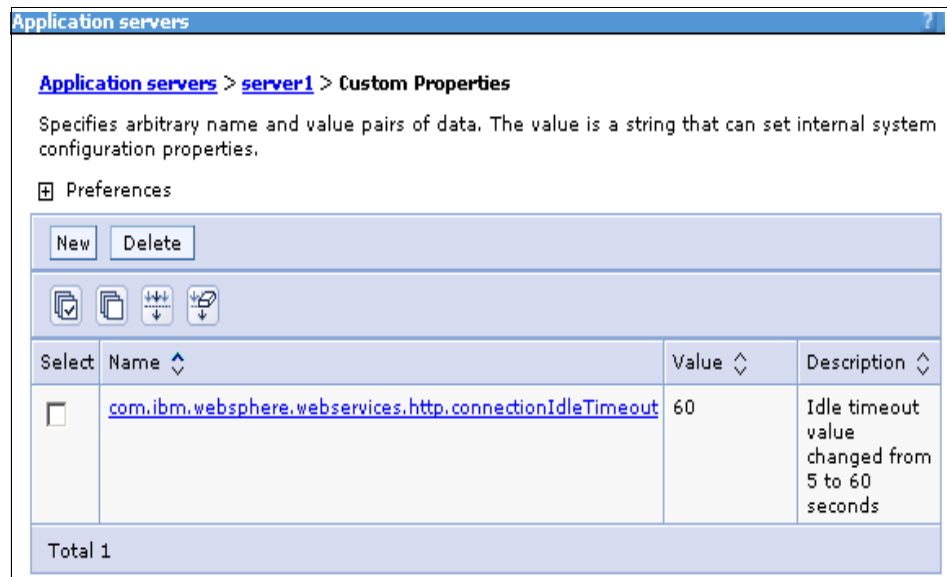 Application servers ?
Application servers > server1 > Custom Properties
Specifies arbitrary name and value pairs of data. The value is a string that can set internal system
configuration properties.
Preferences
New Delete
Select Name Value Description
com.ibm.websphere.webservices.http.connectionIdleTimeout 60 Idle timeout
value
changed from
5 to 60
seconds
Total 1